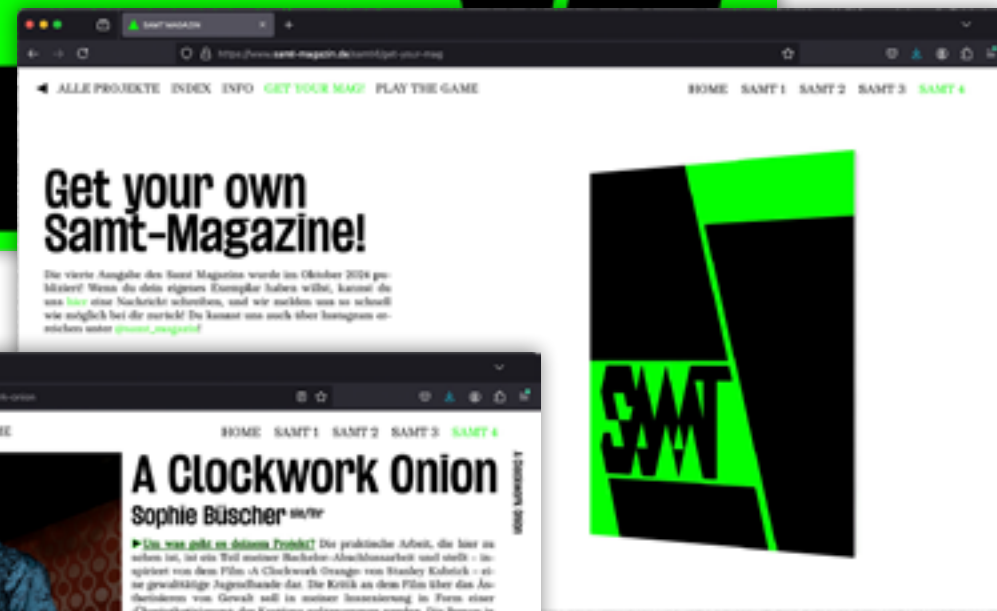 SAMT MAGAZIN
https://www.samt-magazin.de/samt4/get-your-mag
ALLE PROJEKTE INDEX INFO GET YOUR MAG! PLAY THE GAME
HOME SAMT 1 SAMT 2 SAMT 3 SAMT 4
Get your own
Samt-Magazine!
Die vierte Ausgabe des Samt Magazins wurde im Oktober 2024 pu-
bliziert! Wenn du dein eigenes Exemplar haben willst, kannst du
uns hier eine Nachricht schreiben, und wir melden uns so schnell
wie möglich bei dir zurück! Du kannst uns auch über Instagram er-
reichen unter @samt_magazin!
SAMT
HOME SAMT 1 SAMT 2 SAMT 3 SAMT 4
A Clockwork Onion
A Clockwork Onion
Sophie Büscher sie/ihr
Um was geht es deinem Projekt? Die praktische Arbeit, die hier zu
sehen ist, ist ein Teil meiner Bachelor-Abschlussarbeit und stellt – in-
spiriert von dem Film ›A Clockwork Orange‹ von Stanley Kubrick – ei-
ne gewalttätige Jugendbande dar. Die Kritik an dem Film über das Äs-
thetisieren von Gewalt soll in meiner Inszenierung in Form einer